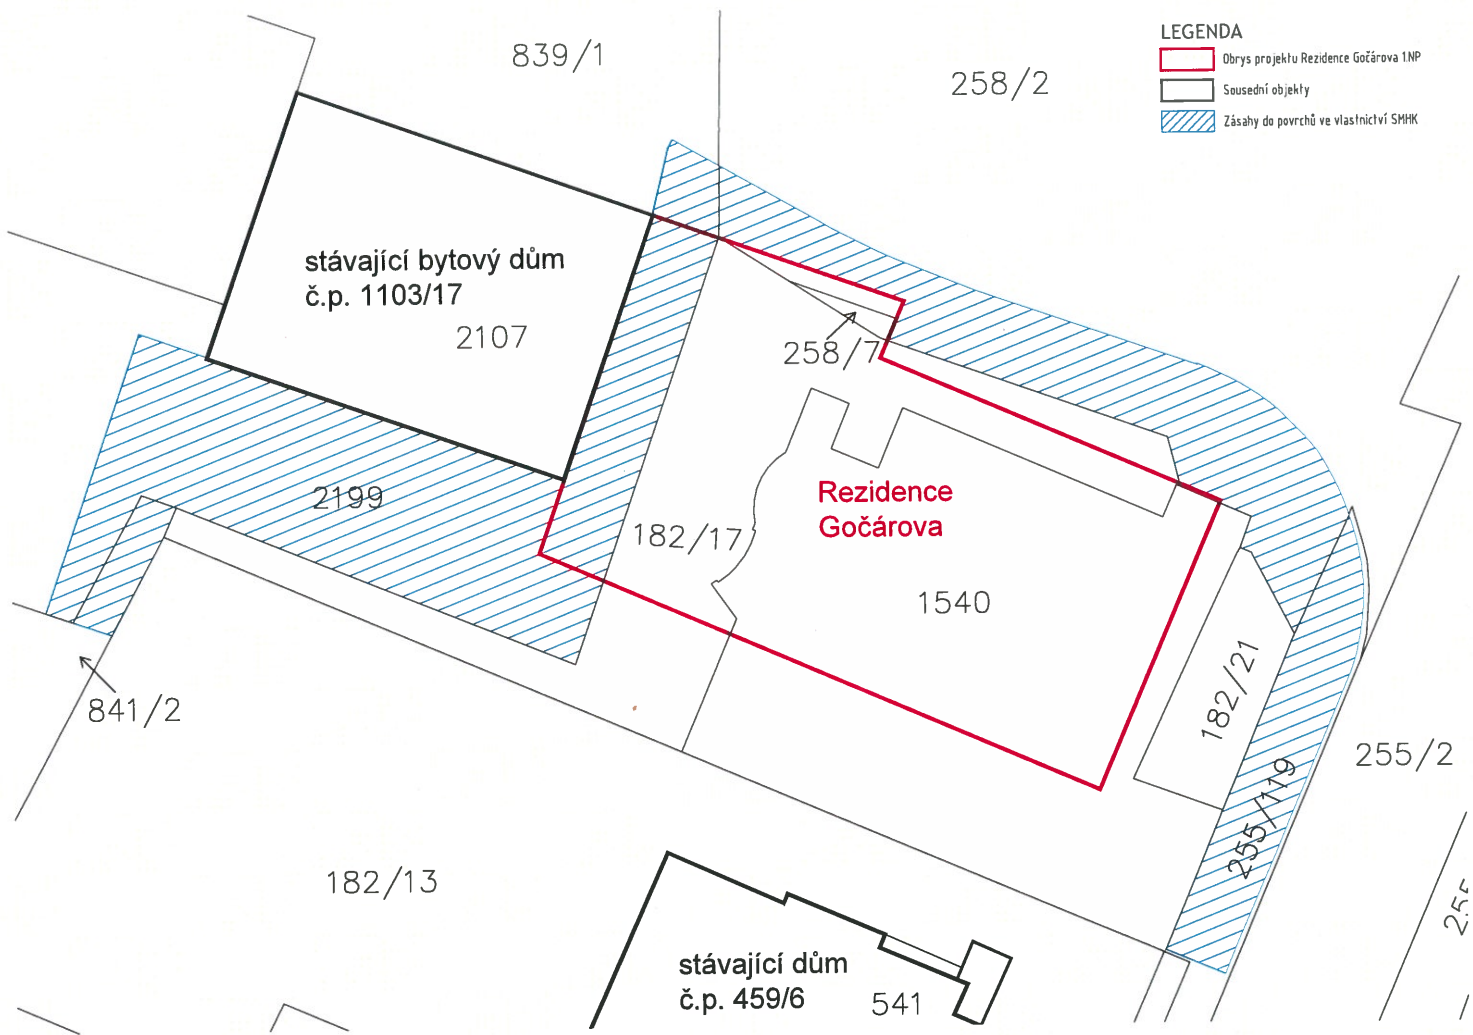 839/1
258/2
LEGENDA
Obrys projektu Rezidence Gočárova 1.NP
Sousední objekty
Zásahy do povrchů ve vlastnictví SMHK
stávající bytový dům
č.p. 1103/17
2107
258/7
2199
182/17
Rezidence
Gočárova
1540
182/21
841/2
255/2
255/119
182/13
stávající dům
č.p. 459/6
541